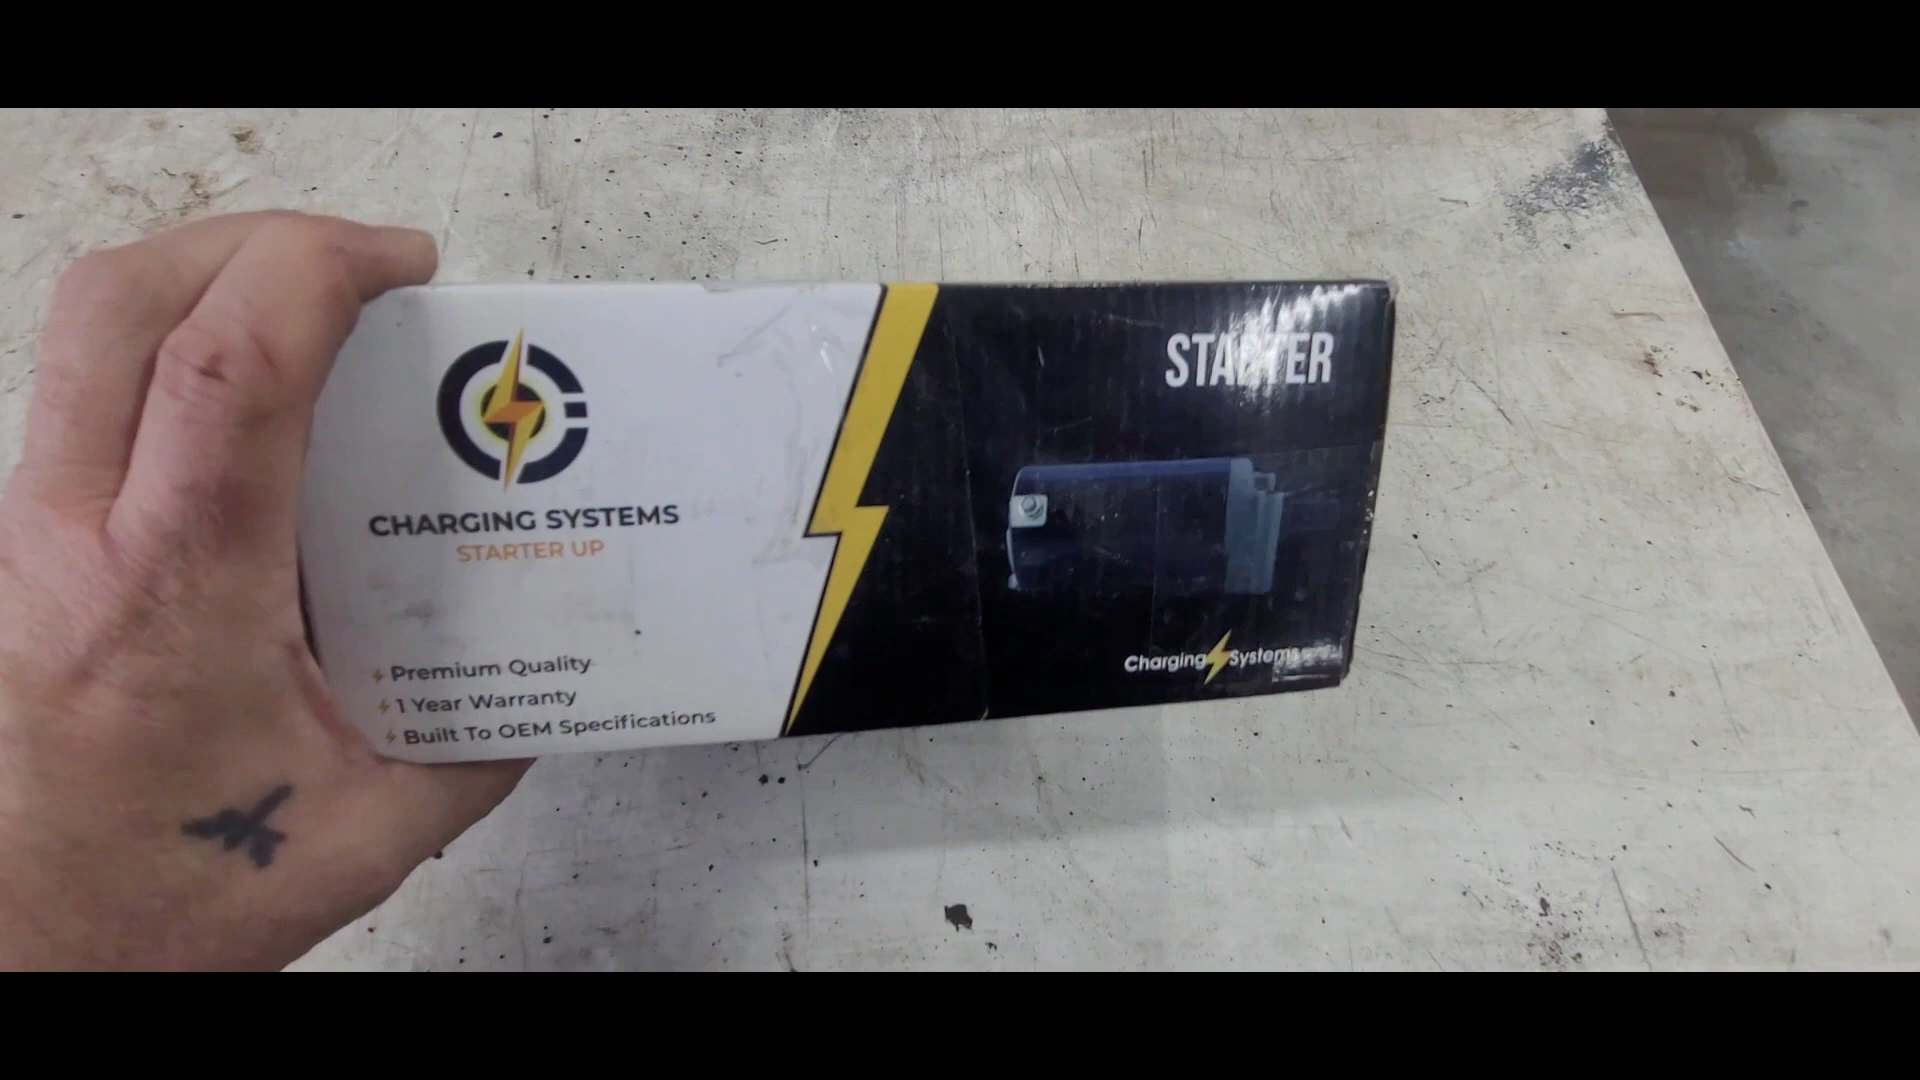 CHARGING SYSTEMS
STARTER UP
Premium Quality
1 Year Warranty
Built To OEM Specifications
STARTER
Charging Systems